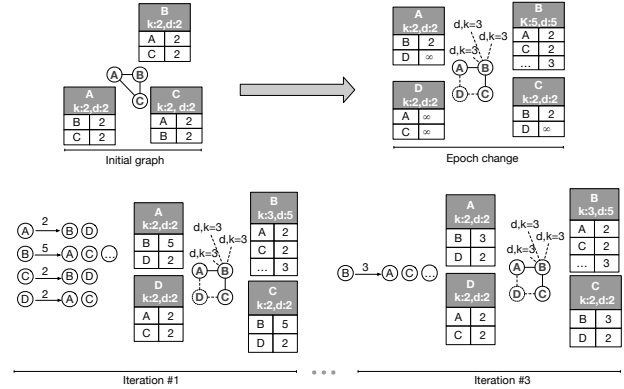 B
k:2,d:2
A 2
C 2
A B
C
A
k:2,d:2
B 2
C 2
C
k:2, d:2
A 2
B 2
Initial graph
A
k:2,d:2
B 2
D ∞
d,k=3
d,k=3
d,k=3
A B
D C
B
K:5,d:5
A 2
C 2
... 3
D
k:2,d:2
A ∞
C ∞
C
k:2,d:2
B 2
D ∞
Epoch change
A 2 B D
B 5 A C ...
C 2 B D
D 2 A C
A
k:2,d:2
B 5
D 2
d,k=3
d,k=3
d,k=3
A B
D C
B
k:3,d:5
A 2
C 2
... 3
D
k:2,d:2
A 2
C 2
C
k:2,d:2
B 5
D 2
Iteration #1
B 3 A C ...
A
k:2,d:2
B 3
D 2
d,k=3
d,k=3
d,k=3
A B
D C
B
k:3,d:5
A 2
C 2
... 3
D
k:2,d:2
A 2
C 2
C
k:2,d:2
B 3
D 2
Iteration #3